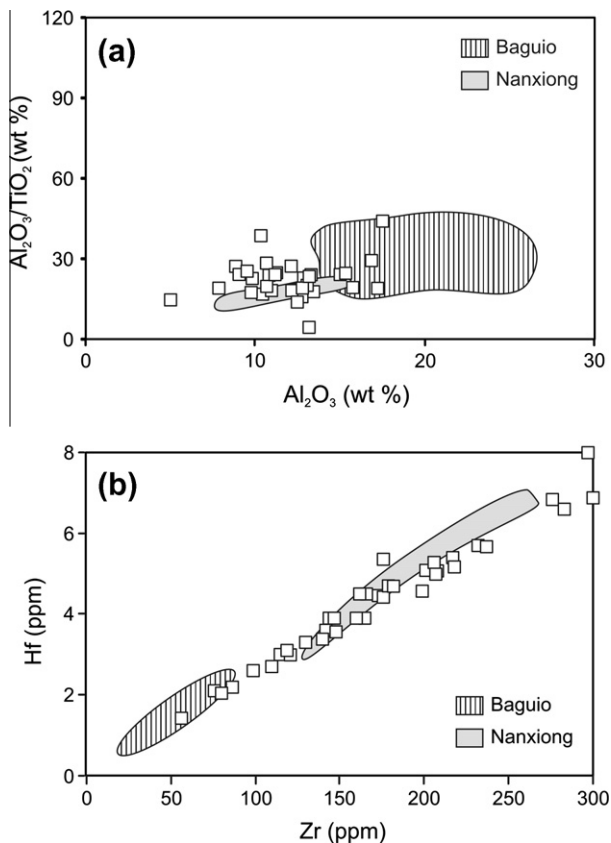 (a)
Baguio
Nanxiong
Al₂O₃/TiO₂ (wt %)
120
90
60
30
0
0 10 20 30
Al₂O₃ (wt %)
(b)
Hf (ppm)
8
6
4
2
0
Baguio
Nanxiong
0 50 100 150 200 250 300
Zr (ppm)